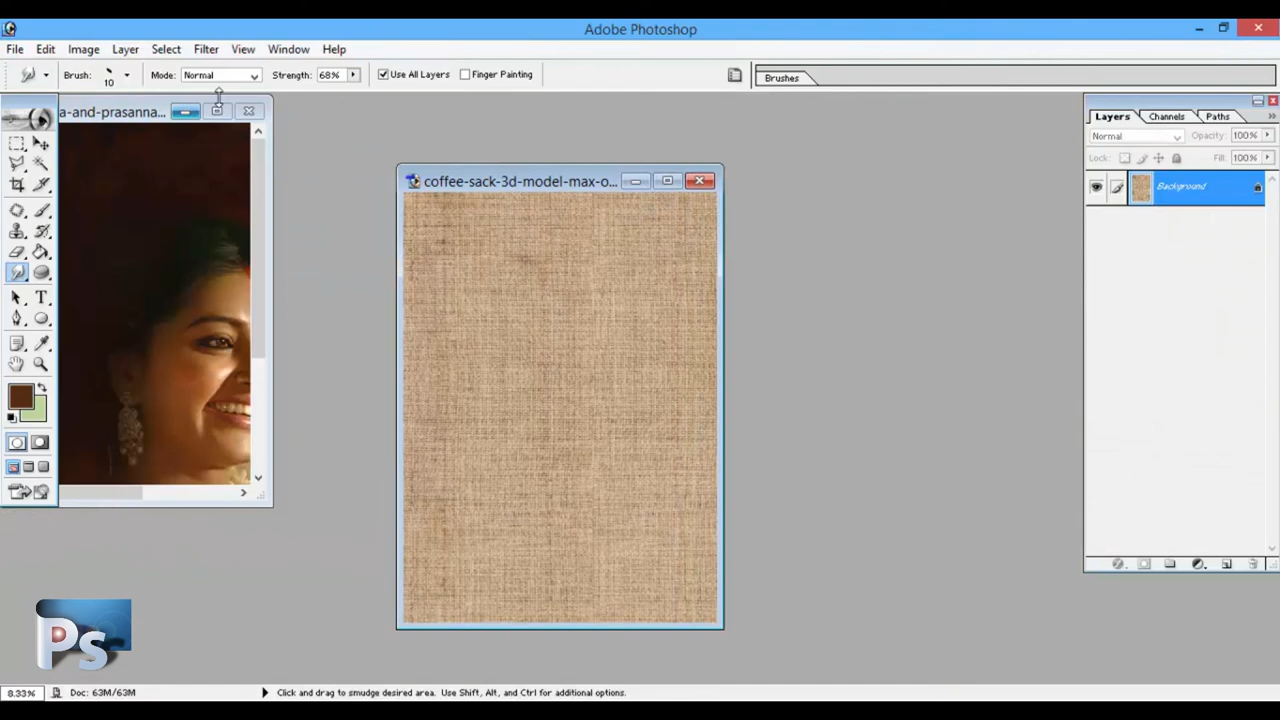 Adobe Photoshop
File Edit Image Layer Select Filter View Window Help
Brush: 10 Mode: Normal Strength: 68% Use All Layers Finger Painting Brushes
a-and-prasanna...
coffee-sack-3d-model-max-o...
Layers Channels Paths
Normal Opacity: 100%
Lock: Fill: 100%
Background
Ps
8.33% Doc: 63M/63M Click and drag to smudge desired area. Use Shift, Alt, and Ctrl for additional options.